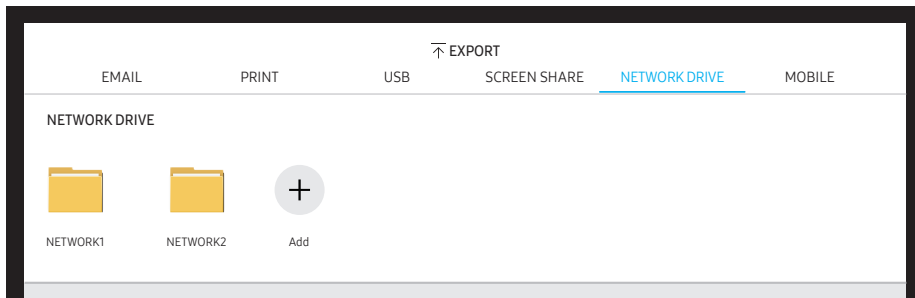 EXPORT
EMAIL PRINT USB SCREEN SHARE NETWORK DRIVE MOBILE
NETWORK DRIVE
NETWORK1 NETWORK2 Add